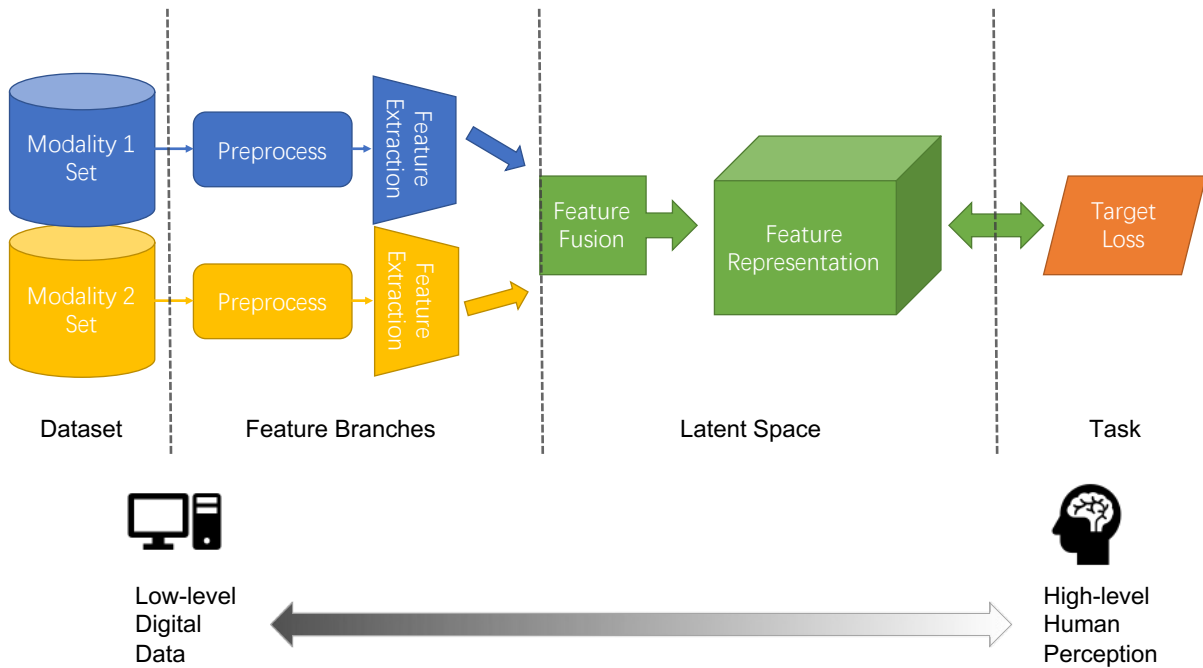 Modality 1
Set
Preprocess
Feature
Extraction
Modality 2
Set
Preprocess
Feature
Extraction
Feature
Fusion
Feature
Representation
Target
Loss
Dataset
Feature Branches
Latent Space
Task
Low-level
Digital
Data
High-level
Human
Perception